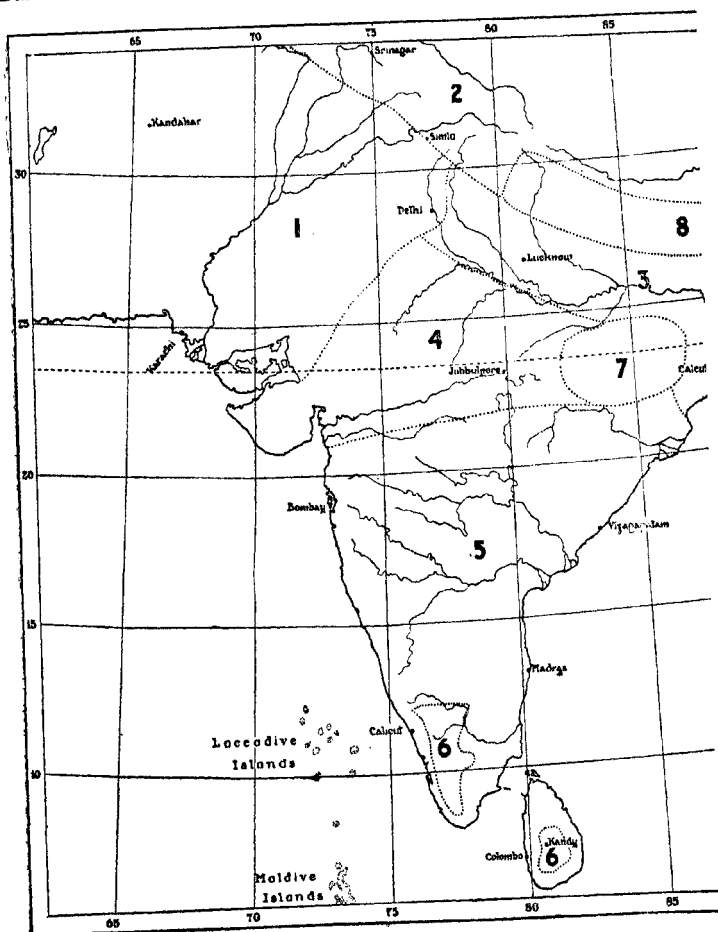 65
70
75
80
85
Srinagar
2
Kandahar
Simla
30
Delhi
8
1
Lucknow
3
25
4
Karachi
Jubbulpore
7
Calcut
20
Bombay
Vizagapatam
5
15
Madras
Calicut
6
Laccadive
Islands
10
Kandy
Colombo
6
Maldive
Islands
65
70
75
80
85